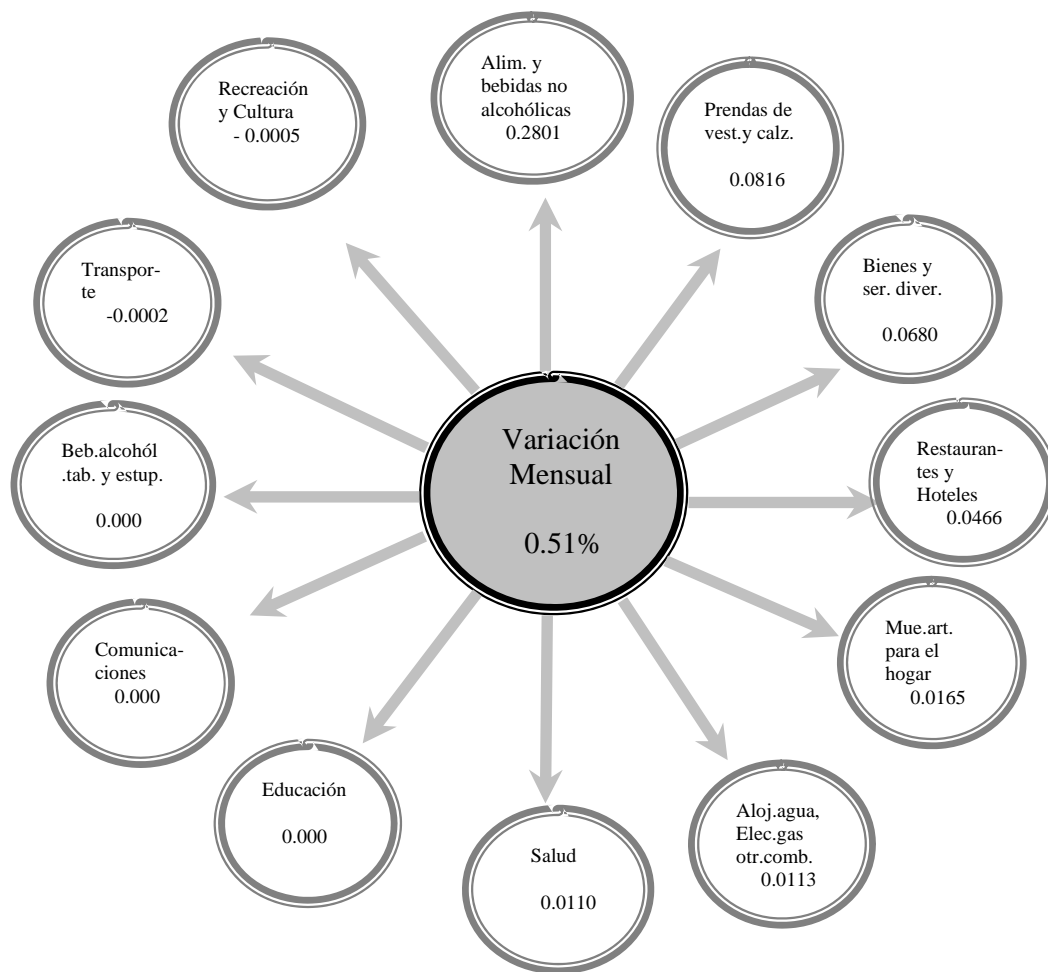 Alim. y
bebidas no
alcohólicas
0.2801
Prendas de
vest.y calz.
0.0816
Bienes y
ser. diver.
0.0680
Restauran-
tes y
Hoteles
0.0466
Mue.art.
para el
hogar
0.0165
Aloj.agua,
Elec.gas
otr.comb.
0.0113
Salud
0.0110
Educación
0.000
Comunica-
ciones
0.000
Beb.alcohól
.tab. y estup.
0.000
Transpor-
te
-0.0002
Recreación
y Cultura
- 0.0005
Variación
Mensual
0.51%